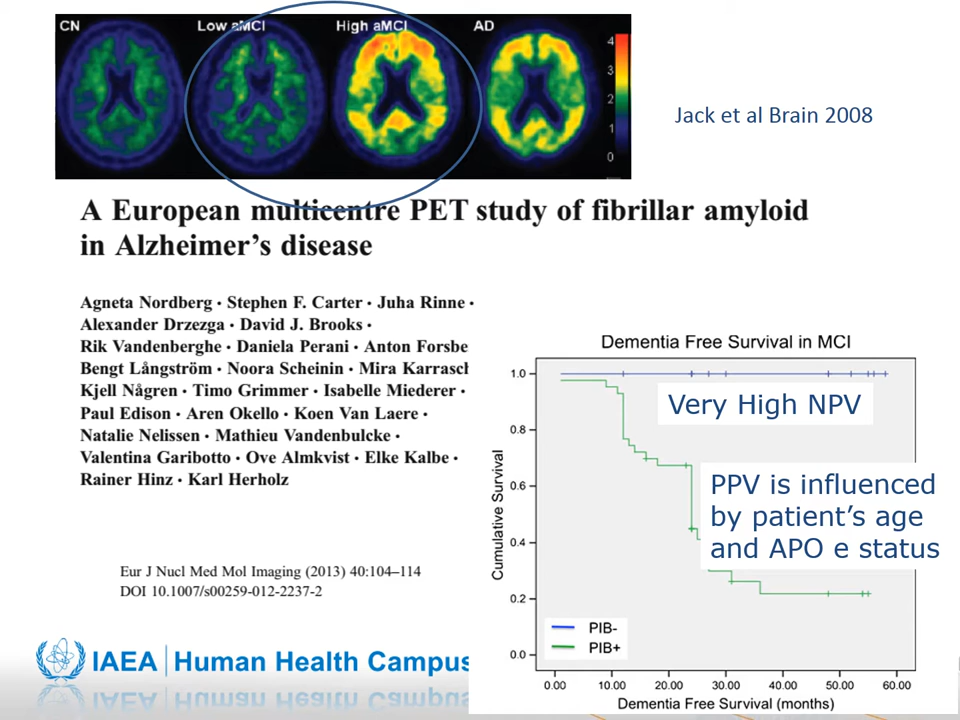 CN
Low aMCI
High aMCI
AD
4
3
2
1
0
Jack et al Brain 2008
A European multicentre PET study of fibrillar amyloid
in Alzheimer's disease
Agneta Nordberg · Stephen F. Carter · Juha Rinne ·
Alexander Drzezga · David J. Brooks ·
Rik Vandenberghe · Daniela Perani · Anton Forsbe
Bengt Långström · Noora Scheinin · Mira Karrasch
Kjell Någren · Timo Grimmer · Isabelle Miederer ·
Paul Edison · Aren Okello · Koen Van Laere ·
Natalie Nelissen · Mathieu Vandenbulcke ·
Valentina Garibotto · Ove Almkvist · Elke Kalbe ·
Rainer Hinz · Karl Herholz
Eur J Nucl Med Mol Imaging (2013) 40:104–114
DOI 10.1007/s00259-012-2237-2
Dementia Free Survival in MCI
Cumulative Survival
1.0
0.8
0.6
0.4
0.2
0.0
Very High NPV
PPV is influenced
by patient's age
and APO e status
PIB-
PIB+
0.00 10.00 20.00 30.00 40.00 50.00 60.00
Dementia Free Survival (months)
IAEA Human Health Campus